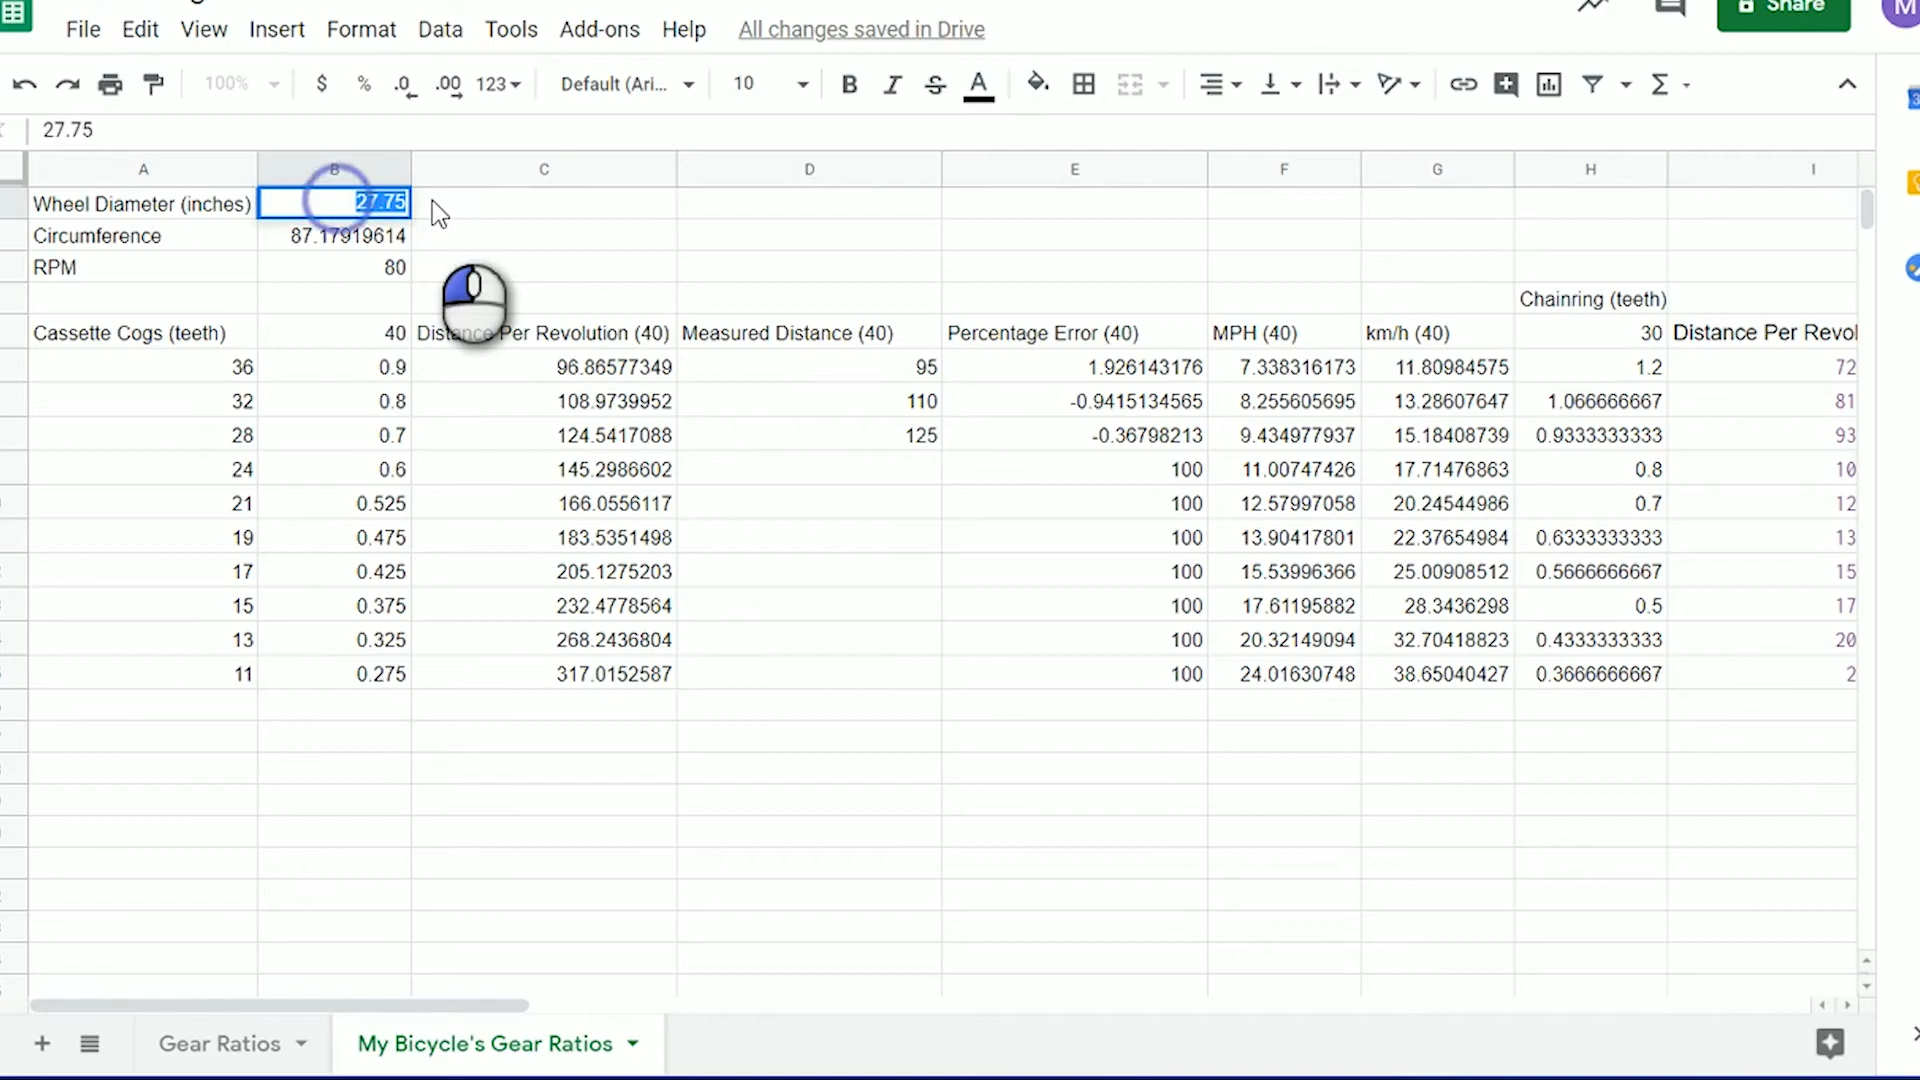 Share
M
File Edit View Insert Format Data Tools Add-ons Help All changes saved in Drive
100% $ % .0 .00 123 Default (Ari... 10 B I S A
27.75
A B C D E F G H I
Wheel Diameter (inches) 27.75
Circumference 87.17919614
RPM 80
Chainring (teeth)
Cassette Cogs (teeth) 40 Distance Per Revolution (40) Measured Distance (40) Percentage Error (40) MPH (40) km/h (40) 30 Distance Per Revol
36 0.9 96.86577349 95 1.926143176 7.338316173 11.80984575 1.2 72
32 0.8 108.9739952 110 -0.9415134565 8.255605695 13.28607647 1.066666667 81
28 0.7 124.5417088 125 -0.36798213 9.434977937 15.18408739 0.9333333333 93
24 0.6 145.2986602 100 11.00747426 17.71476863 0.8 10
21 0.525 166.0556117 100 12.57997058 20.24544986 0.7 12
19 0.475 183.5351498 100 13.90417801 22.37654984 0.6333333333 13
17 0.425 205.1275203 100 15.53996366 25.00908512 0.5666666667 15
15 0.375 232.4778564 100 17.61195882 28.3436298 0.5 17
13 0.325 268.2436804 100 20.32149094 32.70418823 0.4333333333 20
11 0.275 317.0152587 100 24.01630748 38.65040427 0.3666666667 2
Gear Ratios My Bicycle's Gear Ratios